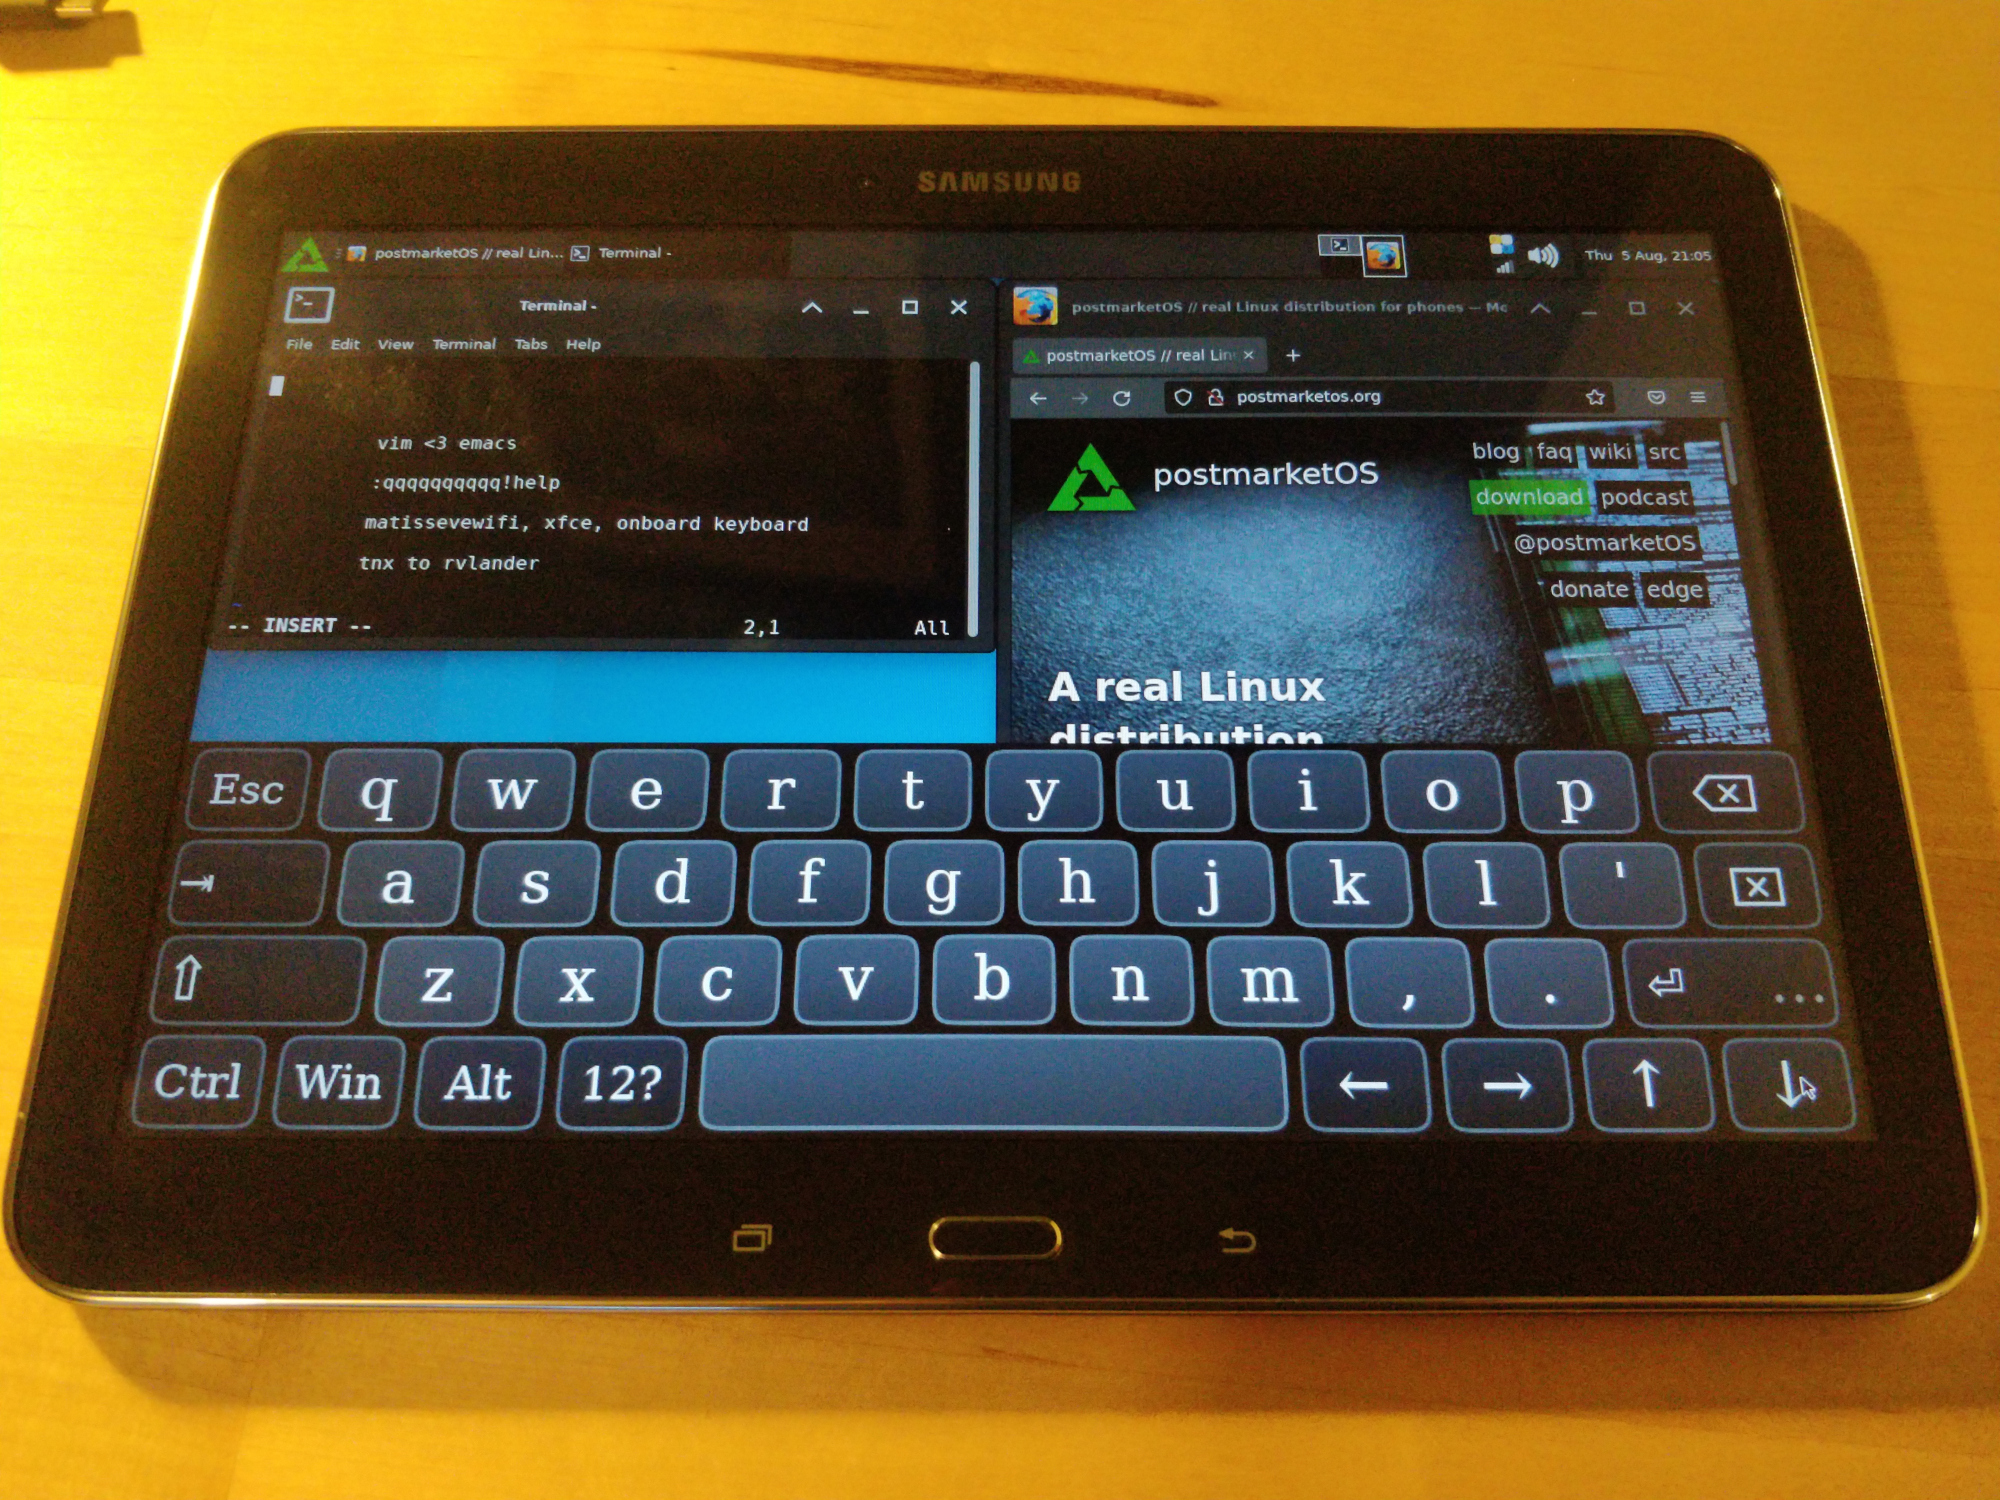 SAMSUNG
postmarketOS // real Lin... Terminal -
Thu 5 Aug, 21:05
Terminal -
File Edit View Terminal Tabs Help
vim <3 emacs
:qqqqqqqqqq!help
matissevewifi, xfce, onboard keyboard
tnx to rvlander
~
-- INSERT -- 2,1 All
postmarketOS // real Linux distribution for phones — Mo
postmarketOS // real Lin
postmarketos.org
postmarketOS
blog faq wiki src
download podcast
@postmarketOS
donate edge
A real Linux
distribution
Esc q w e r t y u i o p
a s d f g h j k l '
z x c v b n m , . ...
Ctrl Win Alt 12?